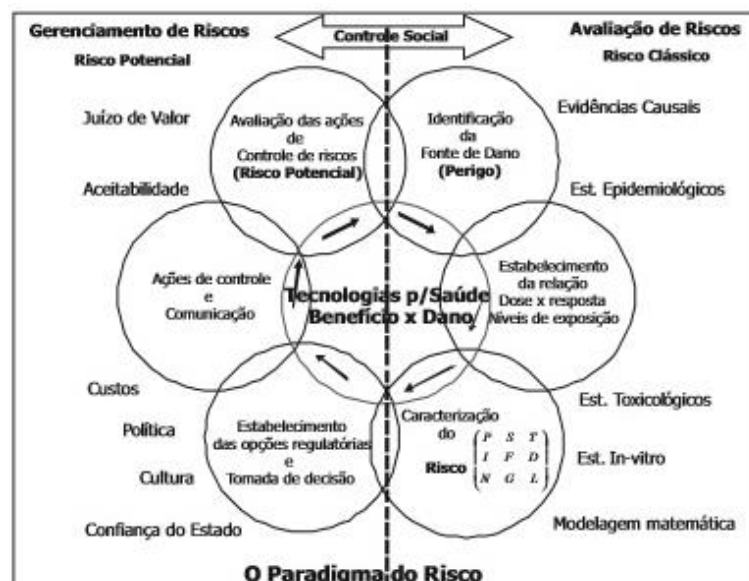 Gerenciamento de Riscos
Controle Social
Avaliação de Riscos
Risco Potencial
Risco Clássico
Juízo de Valor
Avaliação das ações
de
Controle de riscos
(Risco Potencial)
Identificação
da
Fonte de Dano
(Perigo)
Evidências Causais
Aceitabilidade
Est. Epidemiológicos
Ações de controle
e
Comunicação
Tecnologias p/Saúde
Benefício x Dano
Estabelecimento
da relação
Dose x resposta
Níveis de exposição
Custos
Política
Cultura
Confiança do Estado
Estabelecimento
das opções regulatórias
e
Tomada de decisão
Caracterização
do
Risco
P S T
I F D
N G L
Est. Toxicológicos
Est. In-vitro
Modelagem matemática
O Paradigma do Risco